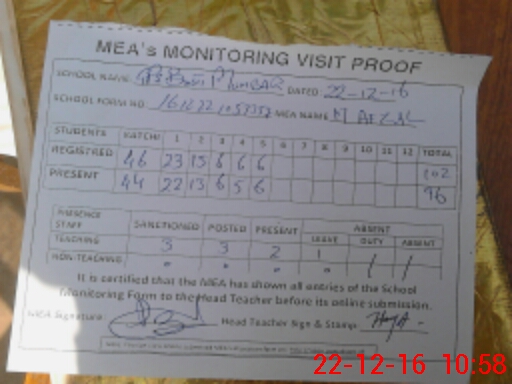 MEA's MONITORING VISIT PROOF
SCHOOL NAME DATED 22-12-16
SCHOOL FORM NO MEA NAME M AFZAL
STUDENTS KATCHI 1 2 3 4 5 6 7 8 9 10 11 12 TOTAL
REGISTRED 46 23 15 6 6 6 102
PRESENT 44 22 13 6 5 6 96
PRESENCE STAFF SANCTIONED POSTED PRESENT ABSENT
LEAVE DUTY ABSENT
TEACHING 3 3 2 1
NON-TEACHING
It is certified that the MEA has shown all entries of the School
Monitoring Form to the Head Teacher before its online submission.
MEA Signature: Head Teacher Sign & Stamp:
22-12-16 10:58